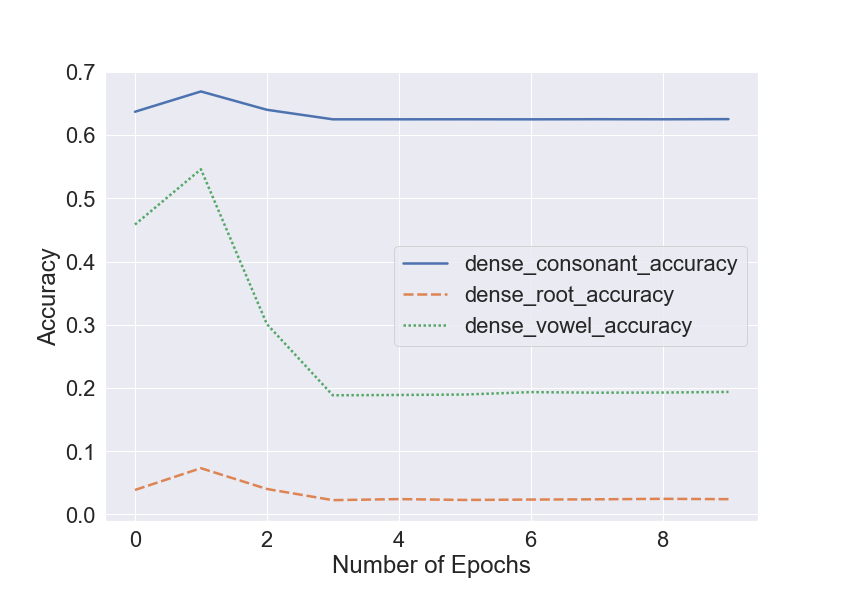 0.7
0.6
0.5
0.4
0.3
0.2
0.1
0.0
Accuracy
dense_consonant_accuracy
dense_root_accuracy
dense_vowel_accuracy
0 2 4 6 8
Number of Epochs